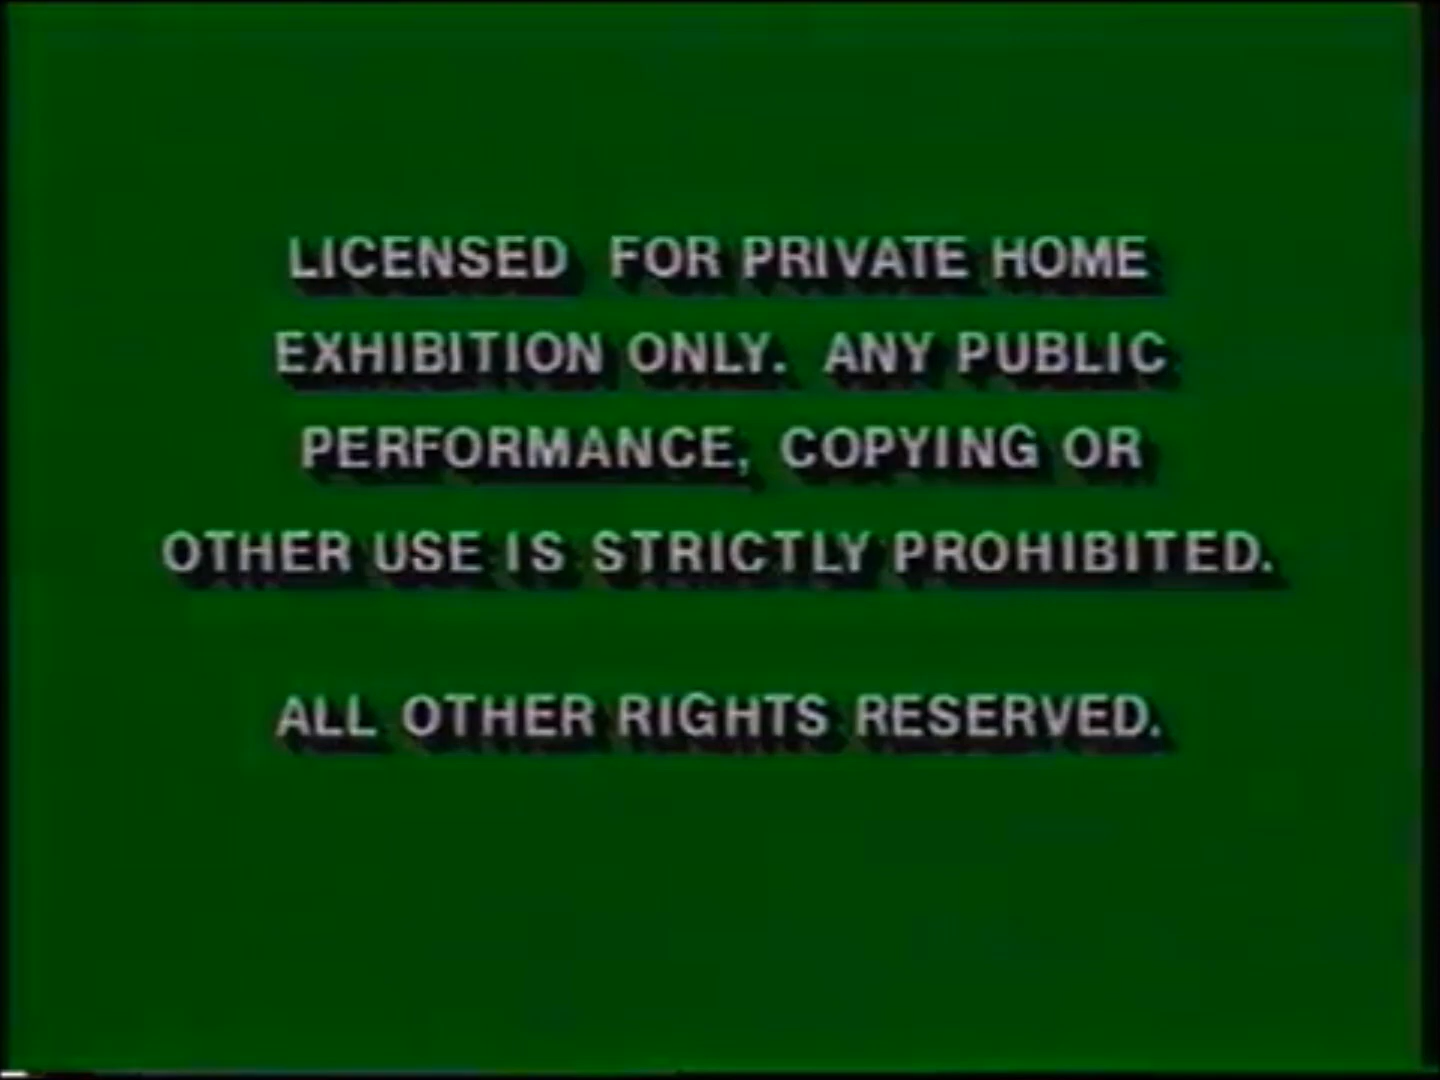 LICENSED FOR PRIVATE HOME
EXHIBITION ONLY. ANY PUBLIC
PERFORMANCE, COPYING OR
OTHER USE IS STRICTLY PROHIBITED.
ALL OTHER RIGHTS RESERVED.